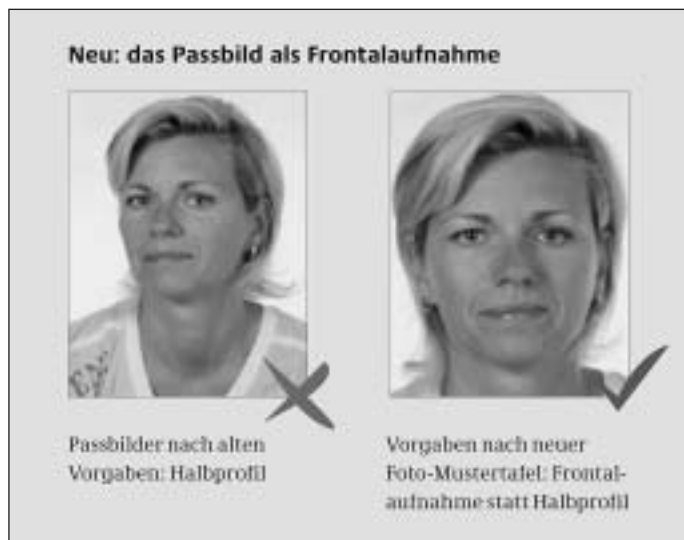 Neu: das Passbild als Frontalaufnahme
Passbilder nach alten
Vorgaben: Halbprofil
Vorgaben nach neuer
Foto-Mustertafel: Frontal-
aufnahme statt Halbprofil